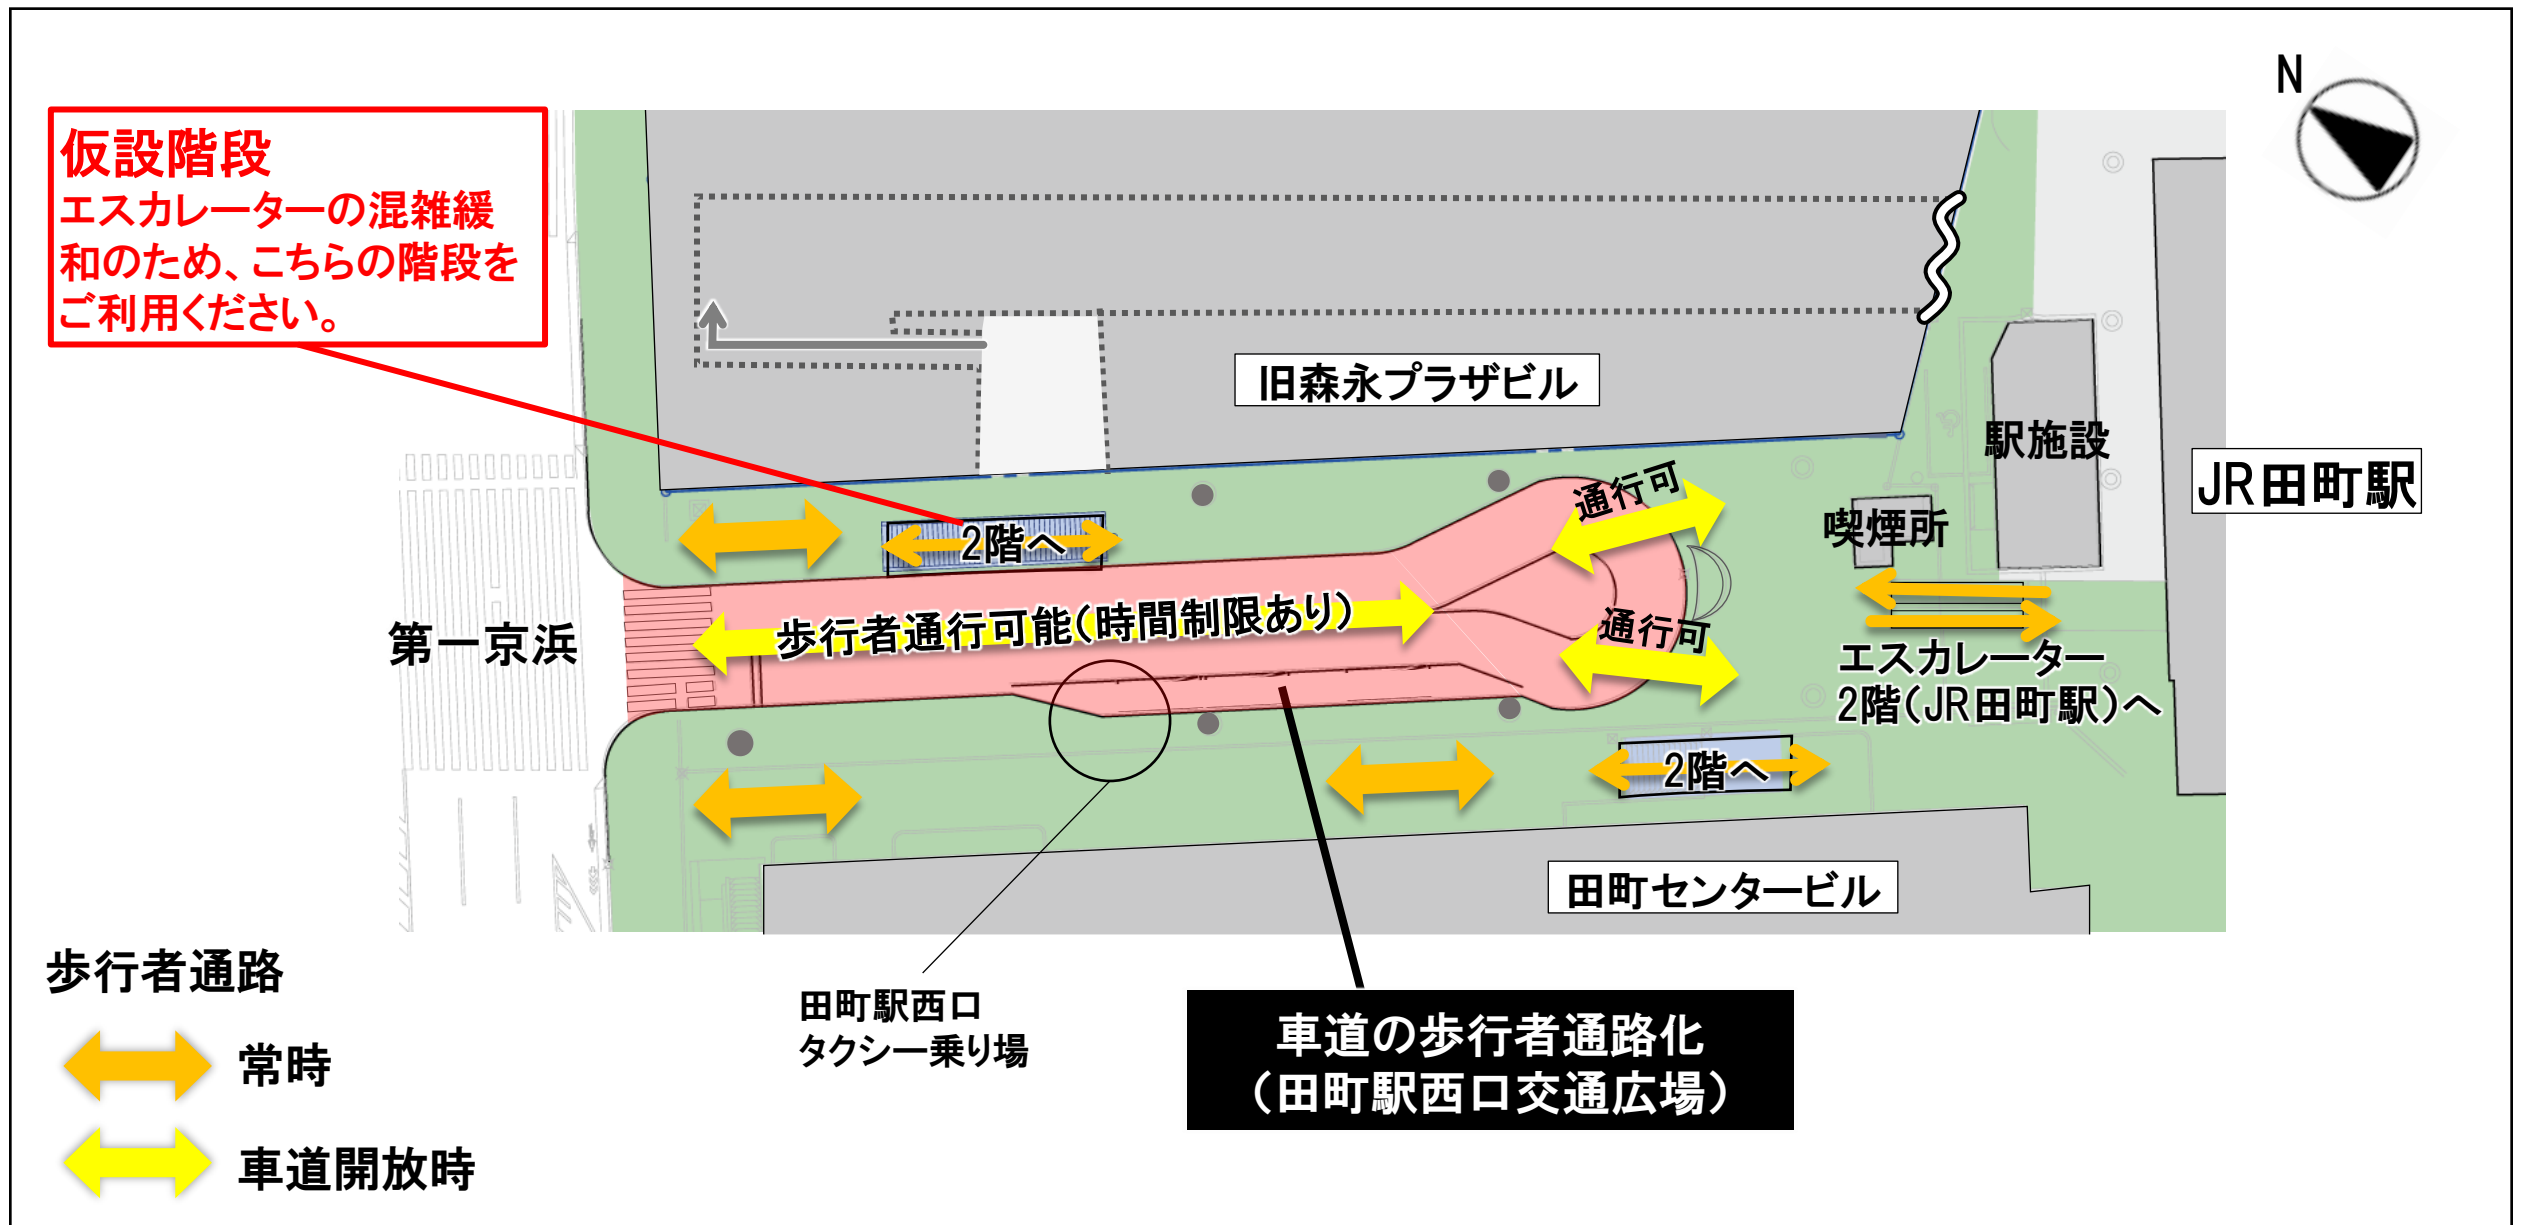 N
仮設階段
エスカレーターの混雑緩
和のため、こちらの階段を
ご利用ください。
旧森永プラザビル
駅施設
JR田町駅
通行可
喫煙所
2階へ
歩行者通行可能(時間制限あり)
第一京浜
通行可
エスカレーター
2階(JR田町駅)へ
2階へ
田町センタービル
歩行者通路
常時
車道開放時
田町駅西口
タクシー乗り場
車道の歩行者通路化
(田町駅西口交通広場)